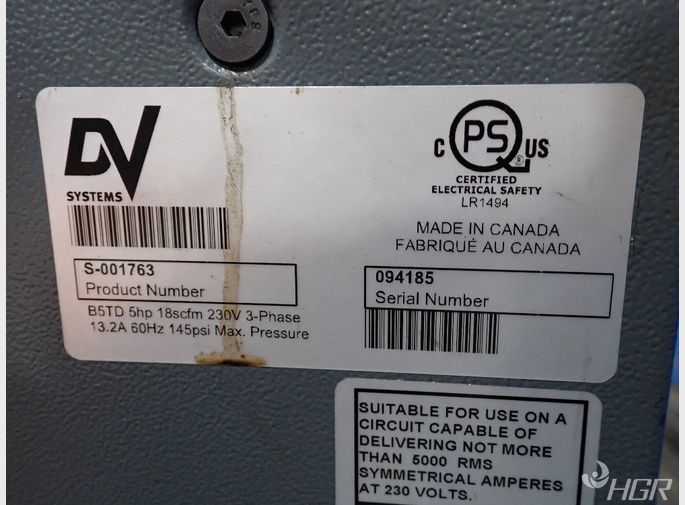 DV
SYSTEMS
S-001763
Product Number
B5TD 5hp 18scfm 230V 3-Phase
13.2A 60Hz 145psi Max. Pressure
C PS US
®
CERTIFIED
ELECTRICAL SAFETY
LR1494
MADE IN CANADA
FABRIQUÉ AU CANADA
094185
Serial Number
SUITABLE FOR USE ON A
CIRCUIT CAPABLE OF
DELIVERING NOT MORE
THAN 5000 RMS
SYMMETRICAL AMPERES
AT 230 VOLTS.
HGR